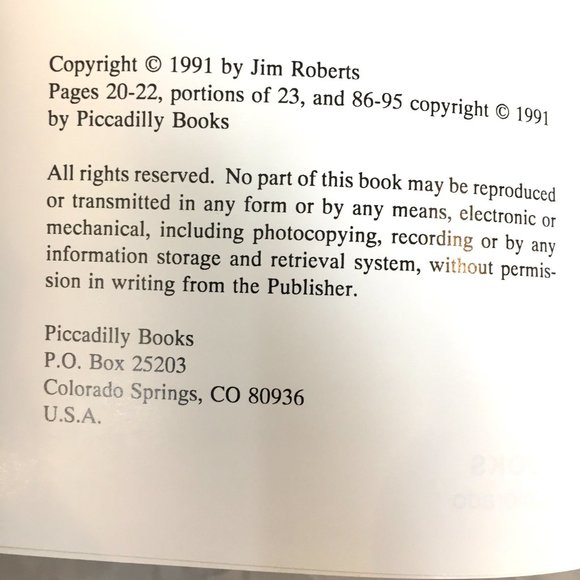 Copyright © 1991 by Jim Roberts
Pages 20-22, portions of 23, and 86-95 copyright © 1991
by Piccadilly Books
All rights reserved. No part of this book may be reproduced
or transmitted in any form or by any means, electronic or
mechanical, including photocopying, recording or by any
information storage and retrieval system, without permis-
sion in writing from the Publisher.
Piccadilly Books
P.O. Box 25203
Colorado Springs, CO 80936
U.S.A.